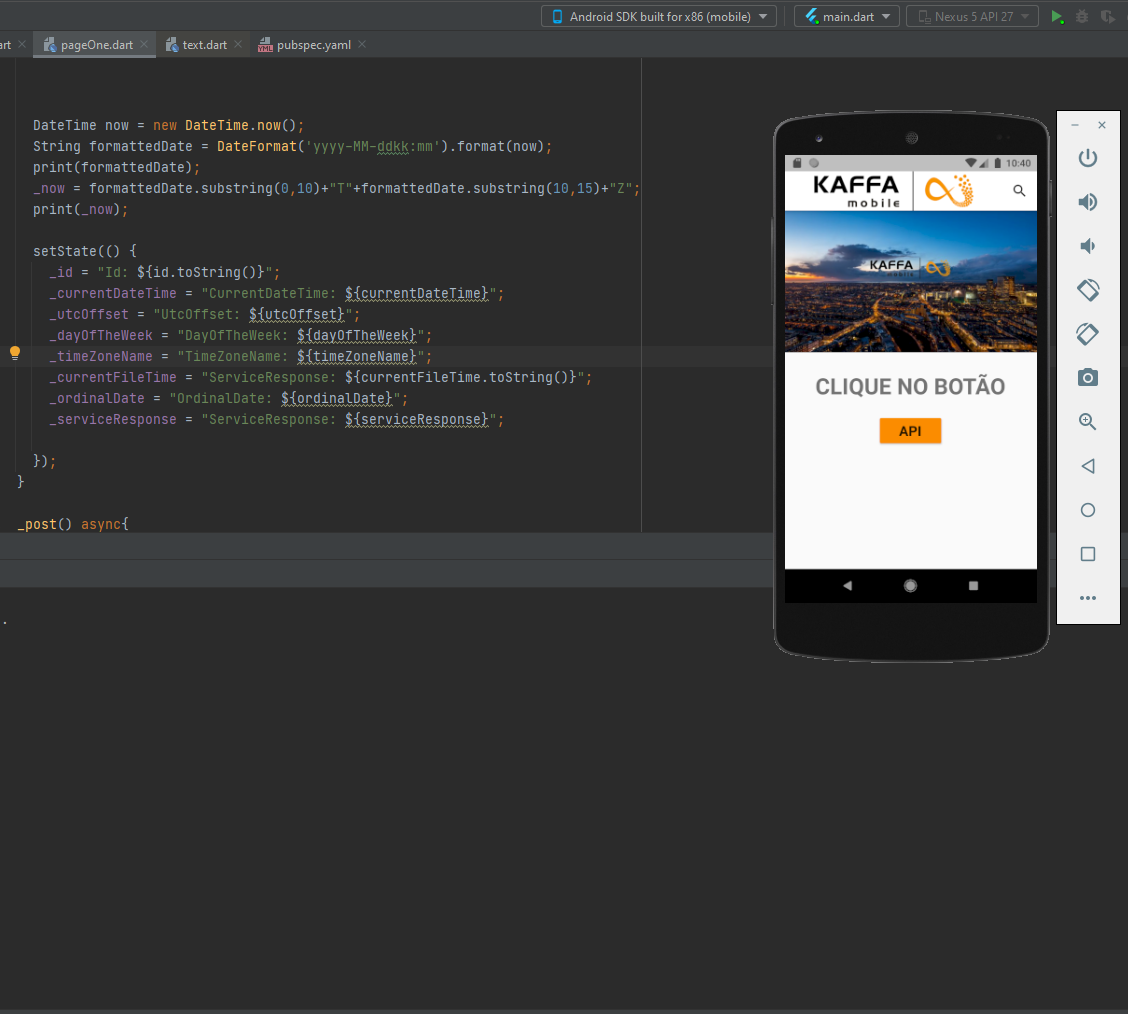 Android SDK built for x86 (mobile)
main.dart
Nexus 5 API 27
art
pageOne.dart
text.dart
pubspec.yaml
DateTime now = new DateTime.now();
String formattedDate = DateFormat('yyyy-MM-ddkk:mm').format(now);
print(formattedDate);
_now = formattedDate.substring(0,10)+"T"+formattedDate.substring(10,15)+"Z";
print(_now);
setState(() {
_id = "Id: ${id.toString()}";
_currentDateTime = "CurrentDateTime: ${currentDateTime}";
_utcOffset = "UtcOffset: ${utcOffset}";
_dayOfTheWeek = "DayOfTheWeek: ${dayOfTheWeek}";
_timeZoneName = "TimeZoneName: ${timeZoneName}";
_currentFileTime = "ServiceResponse: ${currentFileTime.toString()}";
_ordinalDate = "OrdinalDate: ${ordinalDate}";
_serviceResponse = "ServiceResponse: ${serviceResponse}";
});
}
_post() async{
.
10:40
KAFFA
mobile
KAFFA
mobile
CLIQUE NO BOTÃO
API